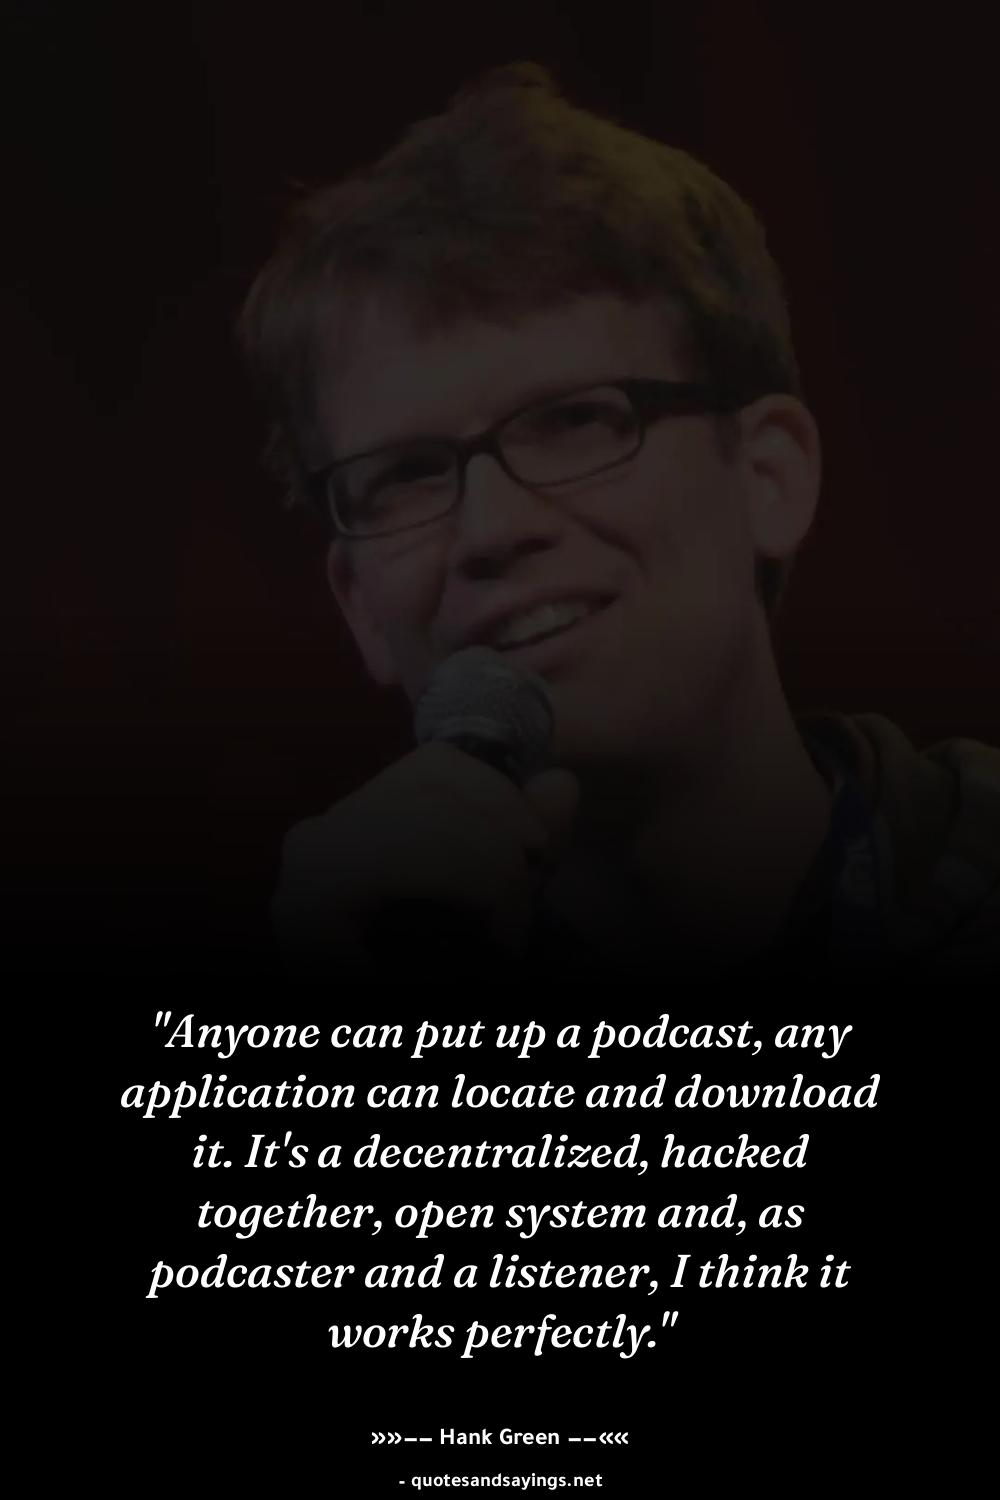 "Anyone can put up a podcast, any
application can locate and download
it. It's a decentralized, hacked
together, open system and, as
podcaster and a listener, I think it
works perfectly."
»»–– Hank Green ––««
- quotesandsayings.net